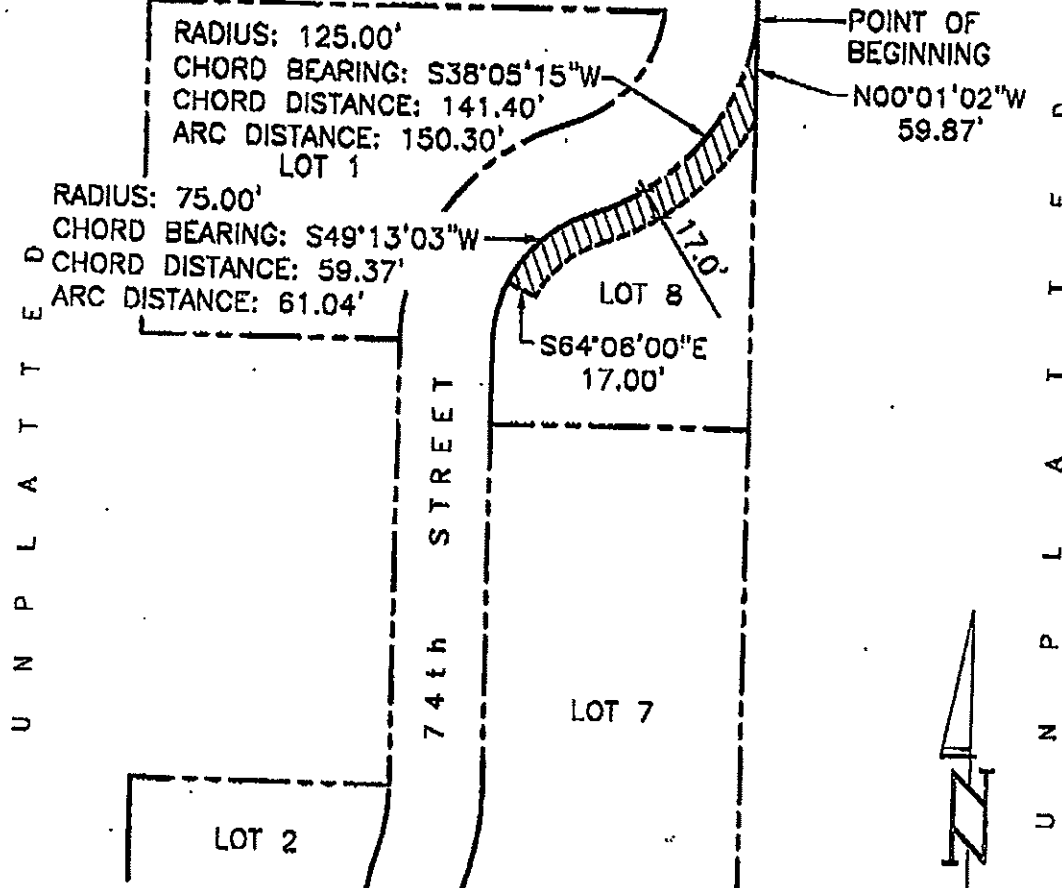 RADIUS: 125.00'
CHORD BEARING: S38°05'15"W
CHORD DISTANCE: 141.40'
ARC DISTANCE: 150.30'
LOT 1
POINT OF
BEGINNING
N00°01'02"W
59.87'
RADIUS: 75.00'
CHORD BEARING: S49°13'03"W
CHORD DISTANCE: 59.37'
ARC DISTANCE: 61.04'
17.0'
LOT 8
S64°06'00"E
17.00'
UNPLATTED
74th STREET
UNPLATTED
LOT 7
LOT 2
N